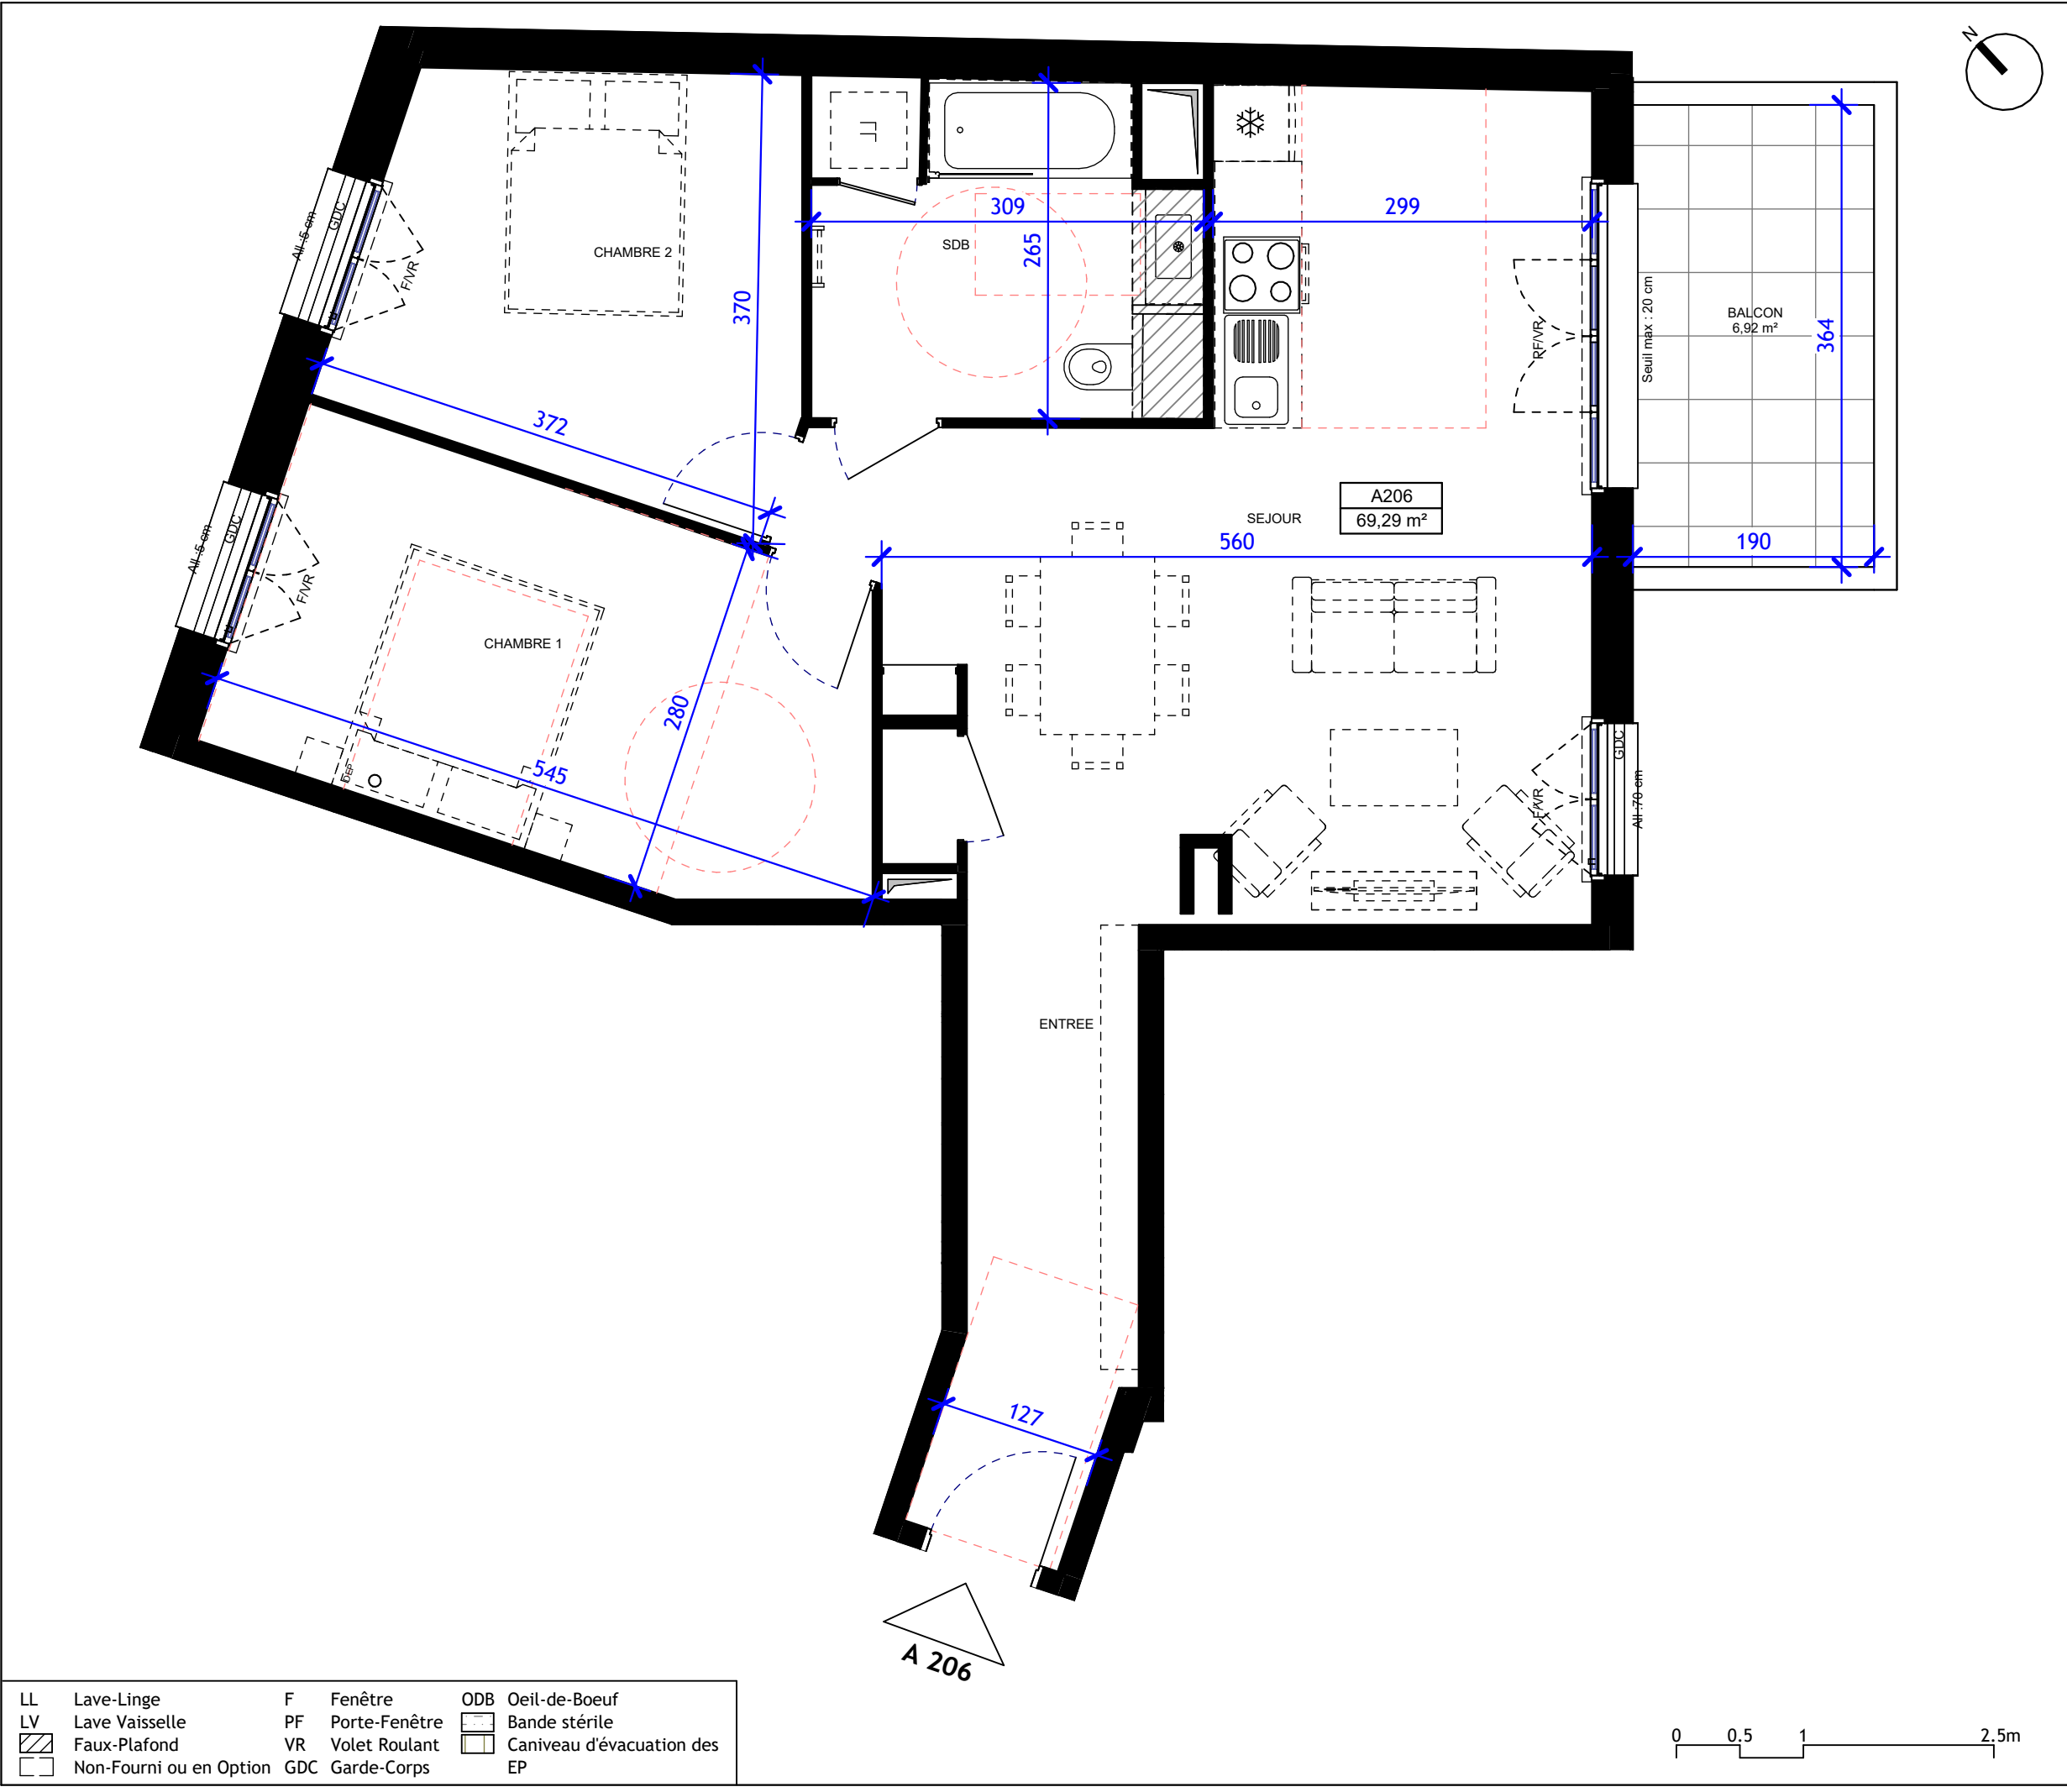 N
All :5 cm
GDC
F/VR
CHAMBRE 2
370
372
LL
SDB
309
265
299
RF/VR
Seuil max : 20 cm
BALCON
6,92 m²
364
A206
69,29 m²
SEJOUR
560
190
All :5 cm
GDC
F/VR
CHAMBRE 1
280
545
DEP
GDC
F/VR
All :70 cm
ENTREE
127
A 206
LL Lave-Linge
LV Lave Vaisselle
Faux-Plafond
Non-Fourni ou en Option
F Fenêtre
PF Porte-Fenêtre
VR Volet Roulant
GDC Garde-Corps
ODB Oeil-de-Boeuf
Bande stérile
Caniveau d'évacuation des
EP
0 0.5 1 2.5m